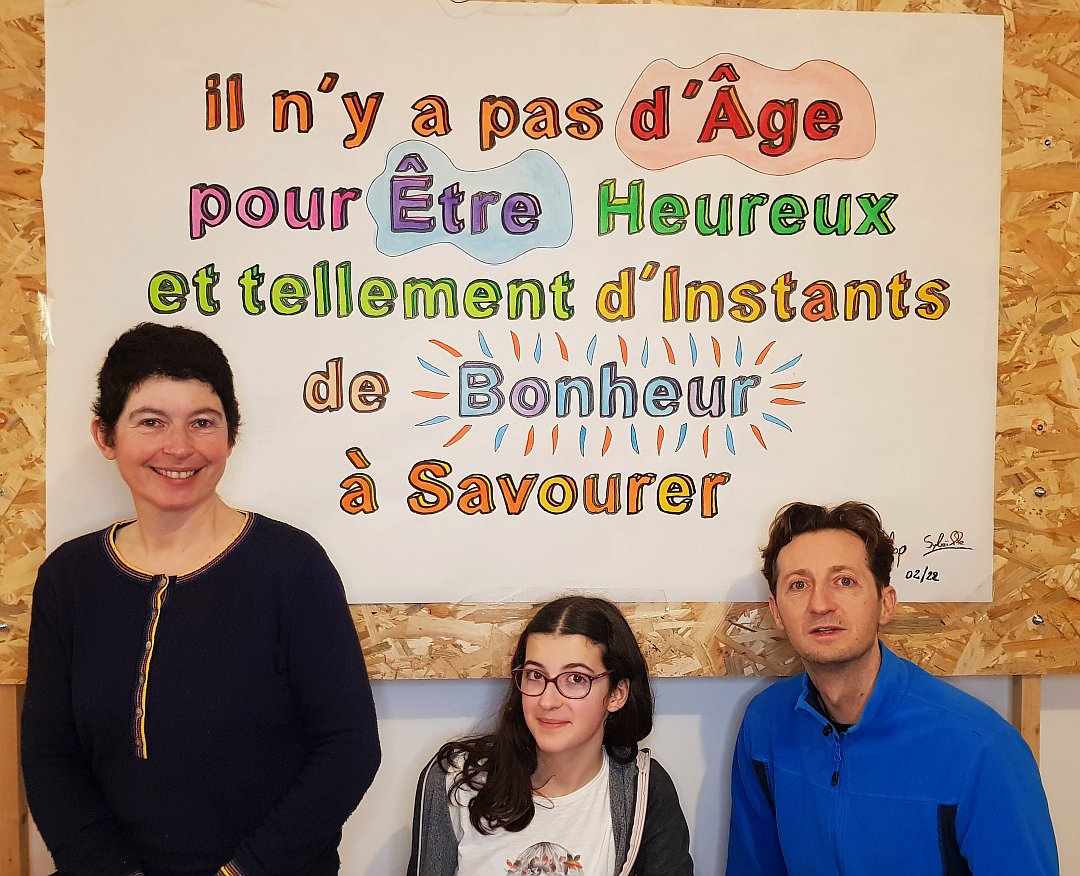 il n'y a pas d'Âge
pour Être Heureux
et tellement d'Instants
de Bonheur
à Savourer
02/22